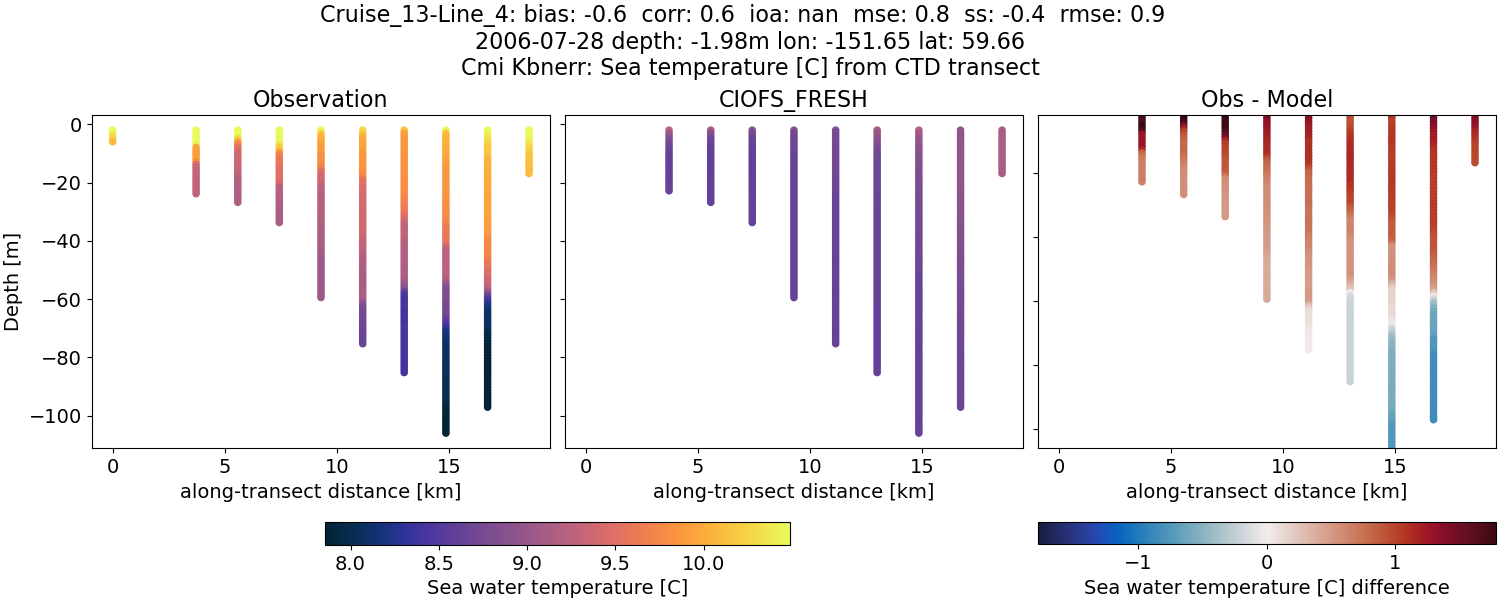 Cruise_13-Line_4: bias: -0.6  corr: 0.6  ioa: nan  mse: 0.8  ss: -0.4  rmse: 0.9
2006-07-28 depth: -1.98m lon: -151.65 lat: 59.66
Cmi Kbnerr: Sea temperature [C] from CTD transect
Observation
CIOFS_FRESH
Obs - Model
Depth [m]
0
−20
−40
−60
−80
−100
0 5 10 15
0 5 10 15
0 5 10 15
along-transect distance [km]
along-transect distance [km]
along-transect distance [km]
8.0 8.5 9.0 9.5 10.0
Sea water temperature [C]
−1 0 1
Sea water temperature [C] difference